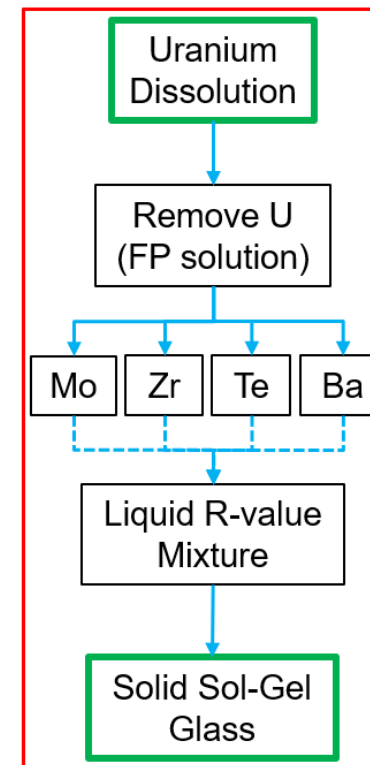 Uranium
Dissolution
Remove U
(FP solution)
Mo Zr Te Ba
Liquid R-value
Mixture
Solid Sol-Gel
Glass